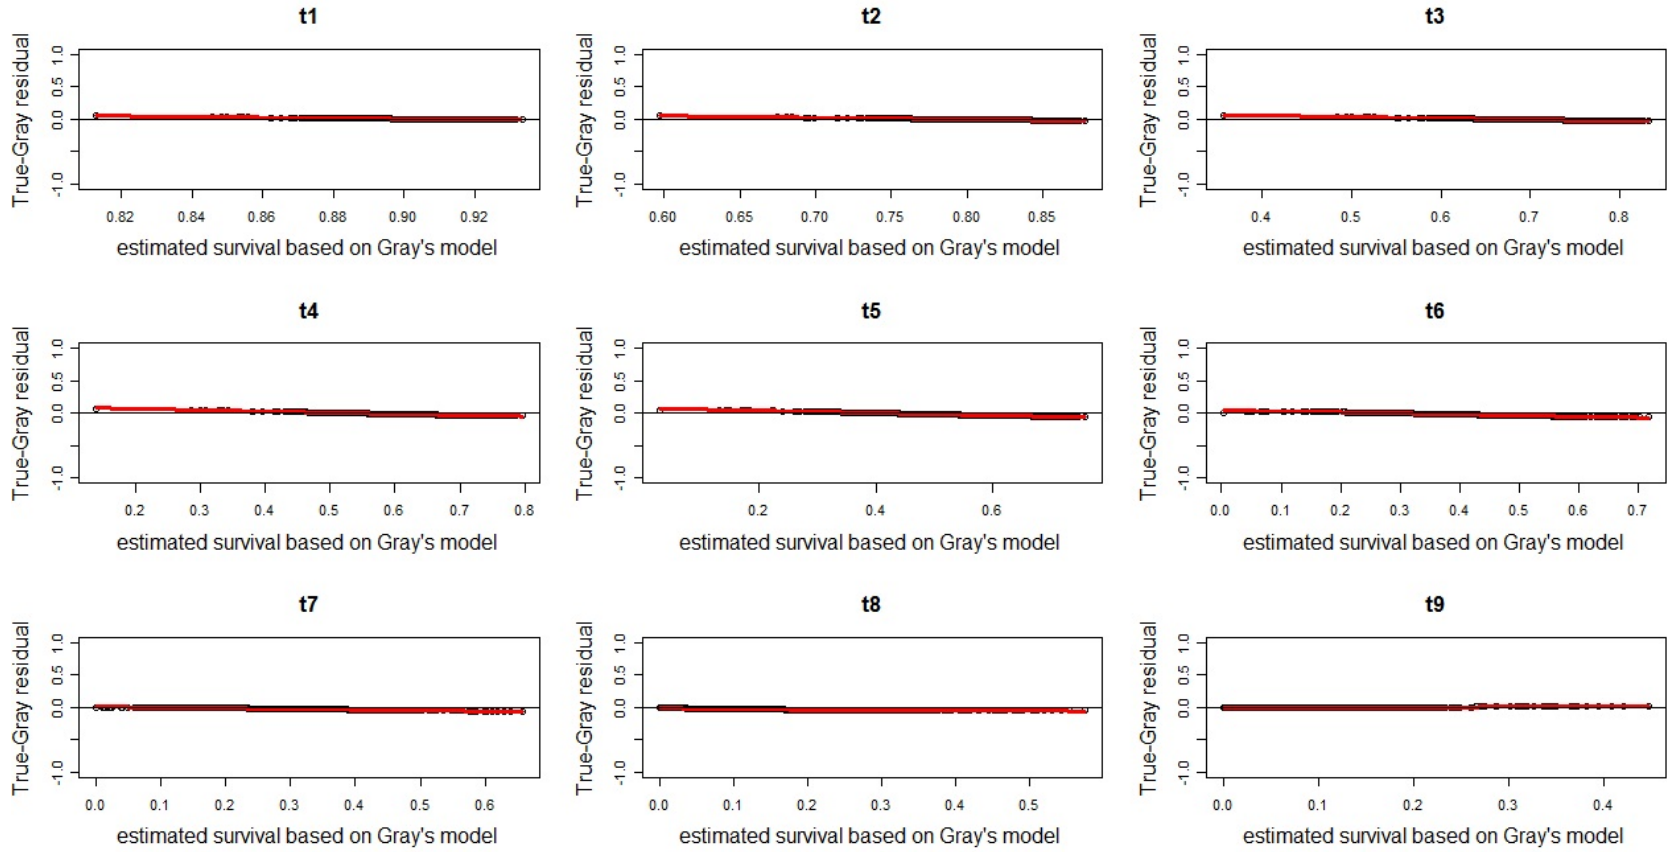 t1
t2
t3
True-Gray residual
1.0
0.5
0.0
-1.0
True-Gray residual
1.0
0.5
0.0
-1.0
True-Gray residual
1.0
0.5
0.0
-1.0
0.82 0.84 0.86 0.88 0.90 0.92
0.60 0.65 0.70 0.75 0.80 0.85
0.4 0.5 0.6 0.7 0.8
estimated survival based on Gray's model
estimated survival based on Gray's model
estimated survival based on Gray's model
t4
t5
t6
True-Gray residual
1.0
0.5
0.0
-1.0
True-Gray residual
1.0
0.5
0.0
-1.0
True-Gray residual
1.0
0.5
0.0
-1.0
0.2 0.3 0.4 0.5 0.6 0.7 0.8
0.2 0.4 0.6
0.0 0.1 0.2 0.3 0.4 0.5 0.6 0.7
estimated survival based on Gray's model
estimated survival based on Gray's model
estimated survival based on Gray's model
t7
t8
t9
True-Gray residual
1.0
0.5
0.0
-1.0
True-Gray residual
1.0
0.5
0.0
-1.0
True-Gray residual
1.0
0.5
0.0
-1.0
0.0 0.1 0.2 0.3 0.4 0.5 0.6
0.0 0.1 0.2 0.3 0.4 0.5
0.0 0.1 0.2 0.3 0.4
estimated survival based on Gray's model
estimated survival based on Gray's model
estimated survival based on Gray's model